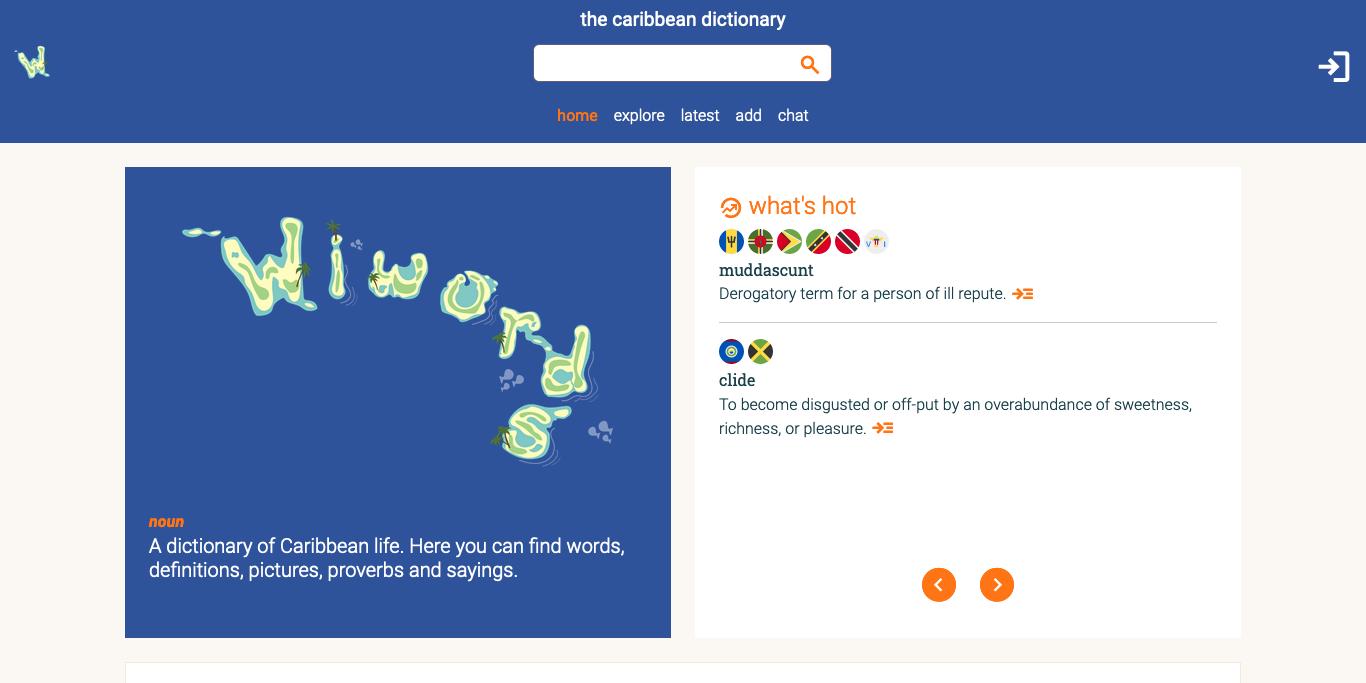 the caribbean dictionary
W
home explore latest add chat
Wiwords
noun
A dictionary of Caribbean life. Here you can find words,
definitions, pictures, proverbs and sayings.
what's hot
V I
muddascunt
Derogatory term for a person of ill repute.
clide
To become disgusted or off-put by an overabundance of sweetness,
richness, or pleasure.